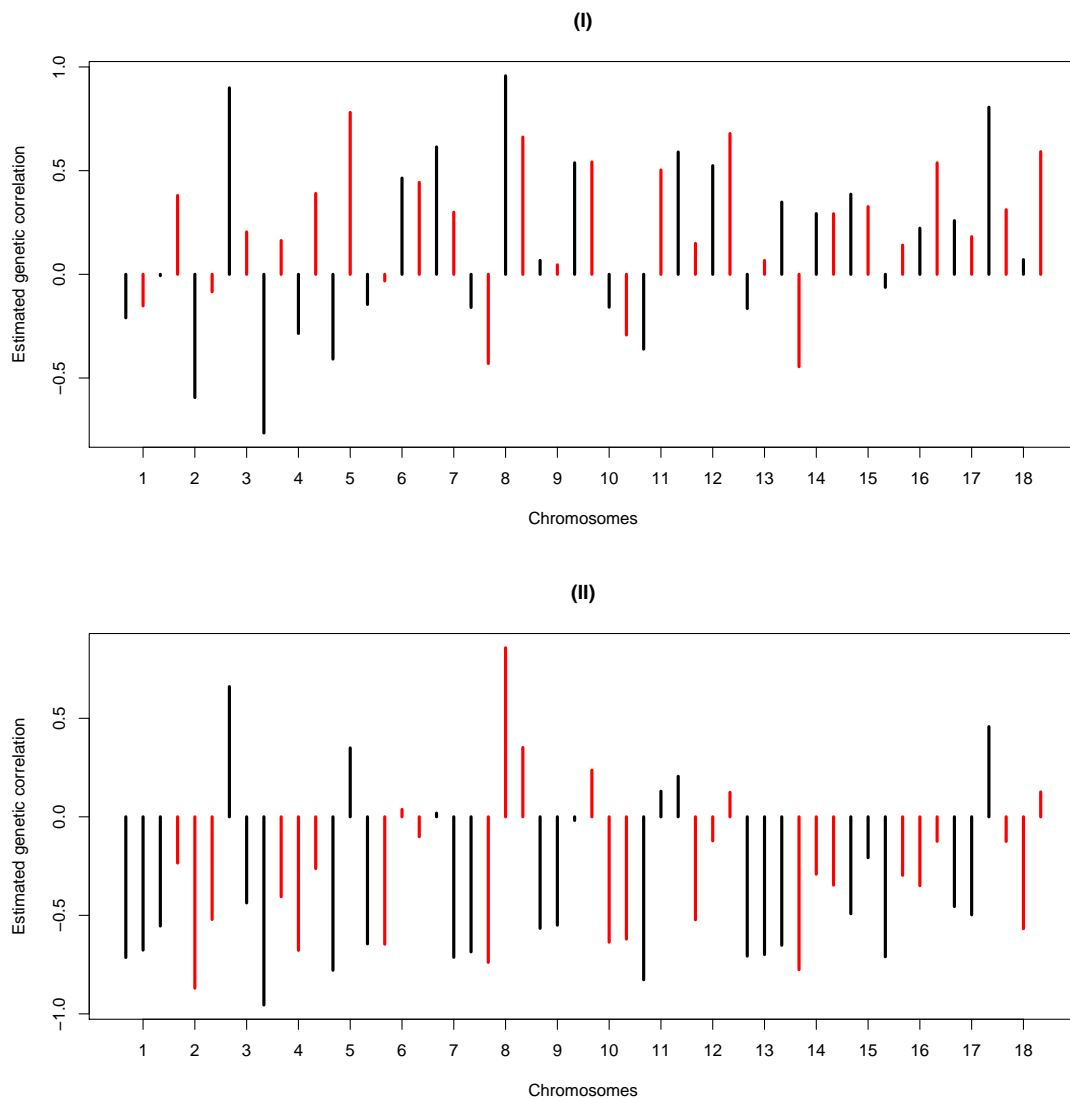 (I)
Estimated genetic correlation
1.0
0.5
0.0
−0.5
1 2 3 4 5 6 7 8 9 10 11 12 13 14 15 16 17 18
Chromosomes
(II)
Estimated genetic correlation
0.5
0.0
−0.5
−1.0
1 2 3 4 5 6 7 8 9 10 11 12 13 14 15 16 17 18
Chromosomes